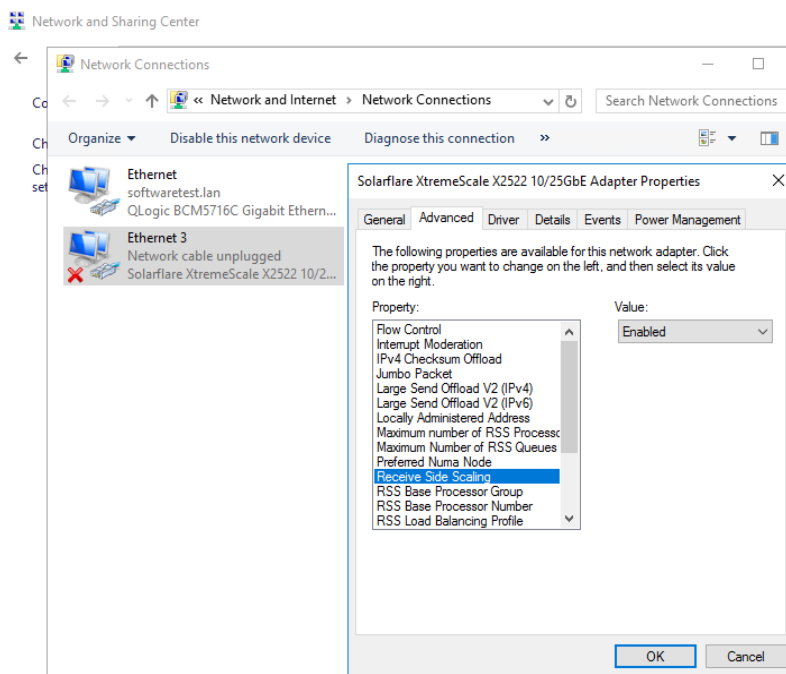 Network and Sharing Center
Network Connections
« Network and Internet > Network Connections
Search Network Connections
Co
Ch
Ch
set
Organize
Disable this network device
Diagnose this connection
»
Ethernet
softwaretest.lan
QLogic BCM5716C Gigabit Ethern...
Ethernet 3
Network cable unplugged
Solarflare XtremeScale X2522 10/2...
Solarflare XtremeScale X2522 10/25GbE Adapter Properties
General Advanced Driver Details Events Power Management
The following properties are available for this network adapter. Click
the property you want to change on the left, and then select its value
on the right.
Property:
Value:
Flow Control
Interrupt Moderation
IPv4 Checksum Offload
Jumbo Packet
Large Send Offload V2 (IPv4)
Large Send Offload V2 (IPv6)
Locally Administered Address
Maximum number of RSS Processo
Maximum Number of RSS Queues
Preferred Numa Node
Receive Side Scaling
RSS Base Processor Group
RSS Base Processor Number
RSS Load Balancing Profile
Enabled
OK
Cancel